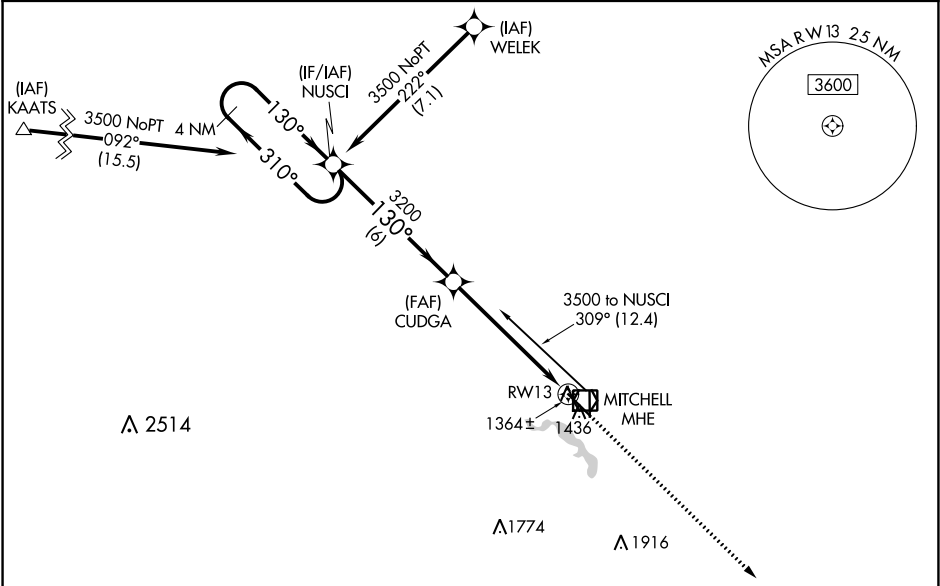 (IAF)
WELEK
MSA RW13 25 NM
3600
(IF/IAF)
NUSCI
3500 NoPT
222°
(7.1)
(IAF)
KAATS
3500 NoPT
092°
(15.5)
4 NM
130°
310°
3200
130°
(6)
(FAF)
CUDGA
3500 to NUSCI
309° (12.4)
RW13
MITCHELL
MHE
1364±
1436
2514
1774
1916